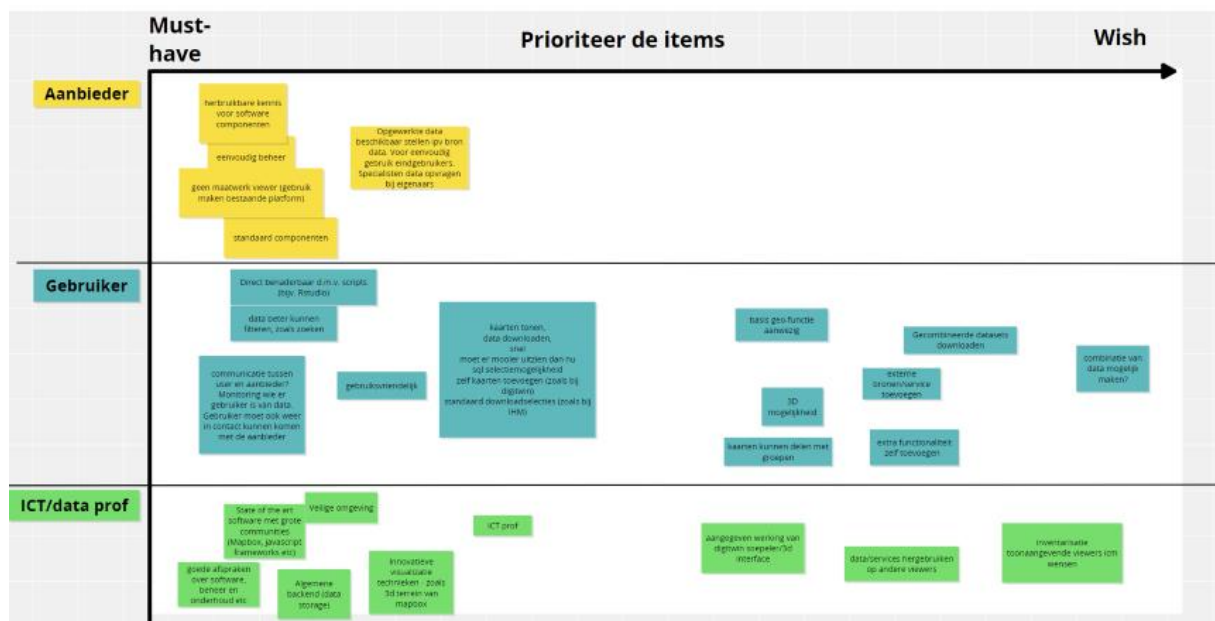 Must-
have
Prioriteer de items
Wish
Aanbieder
herbruikbare kennis
voor software
componenten
eenvoudig beheer
geen maatwerk viewer (gebruik
maken bestaande platform)
standaard componenten
Opgewerkte data
beschikbaar stellen ipv bron
data. Voor eenvoudig
gebruik eindgebruikers.
Specialisten data opvragen
bij eigenaars
Gebruiker
Direct benaderbaar d.m.v. scripts
(bijv. Rstudio)
data beter kunnen
filteren, zoals zoeken
communicatie tussen
user en aanbieder?
Monitoring wie er
gebruiker is van data.
Gebruiker moet ook weer
in contact kunnen komen
met de aanbieder
gebruiksvriendelijk
kaarten tonen,
data downloaden,
snel
moet er mooier uitzien dan nu
sql selectiemogelijkheid
zelf kaarten toevoegen (zoals bij
digitwin)
standaard downloadselecties (zoals bij
IHM)
basis geo functie
aanwezig
Gecombineerde datasets
downloaden
combinatie van
data mogelijk
maken?
externe
bronen/service
toevoegen
3D
mogelijkheid
kaarten kunnen delen met
groepen
extra functionaliteit
zelf toevoegen
ICT/data prof
State of the art
software met grote
communities
(Mapbox, javascript
frameworks etc)
Veilige omgeving
goede afspraken
over software,
beheer en
onderhoud etc
Algemene
backend (data
storage)
Innovatieve
visualizatie
technieken - zoals
3d terrein van
mapbox
ICT prof
aangegeven werking van
digitwin soepeler/3d
interface
data/services hergebruiken
op andere viewers
Inventarisatie
toonaangevende viewers icm
wensen